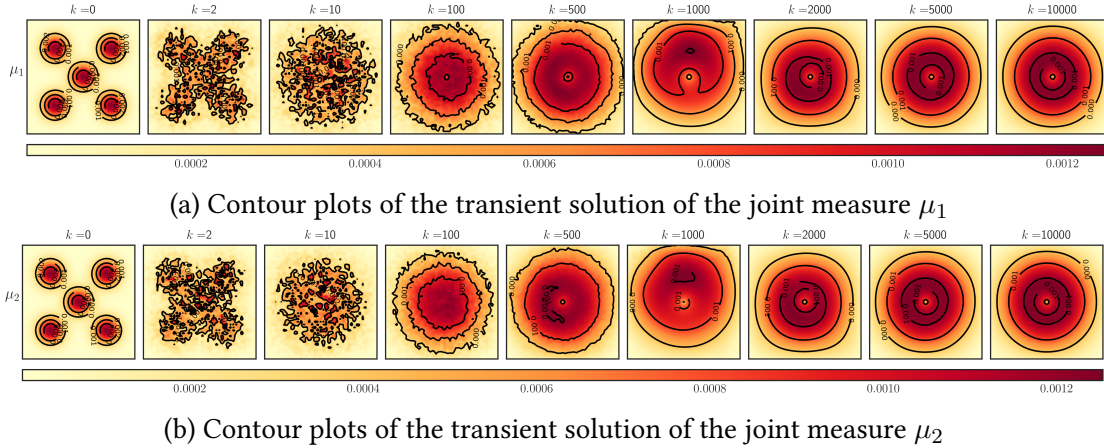 k =0 k =2 k =10 k =100 k =500 k =1000 k =2000 k =5000 k =10000
μ₁
0.0002 0.0004 0.0006 0.0008 0.0010 0.0012
(a) Contour plots of the transient solution of the joint measure μ₁
k =0 k =2 k =10 k =100 k =500 k =1000 k =2000 k =5000 k =10000
μ₂
0.0002 0.0004 0.0006 0.0008 0.0010 0.0012
(b) Contour plots of the transient solution of the joint measure μ₂